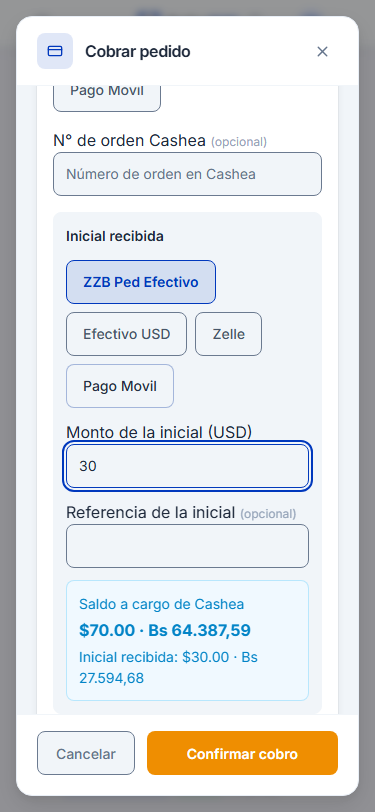 Cobrar pedido
Pago Movil
N° de orden Cashea (opcional)
Número de orden en Cashea
Inicial recibida
ZZB Ped Efectivo
Efectivo USD
Zelle
Pago Movil
Monto de la inicial (USD)
30
Referencia de la inicial (opcional)
Saldo a cargo de Cashea
$70.00 · Bs 64.387,59
Inicial recibida: $30.00 · Bs
27.594,68
Cancelar
Confirmar cobro